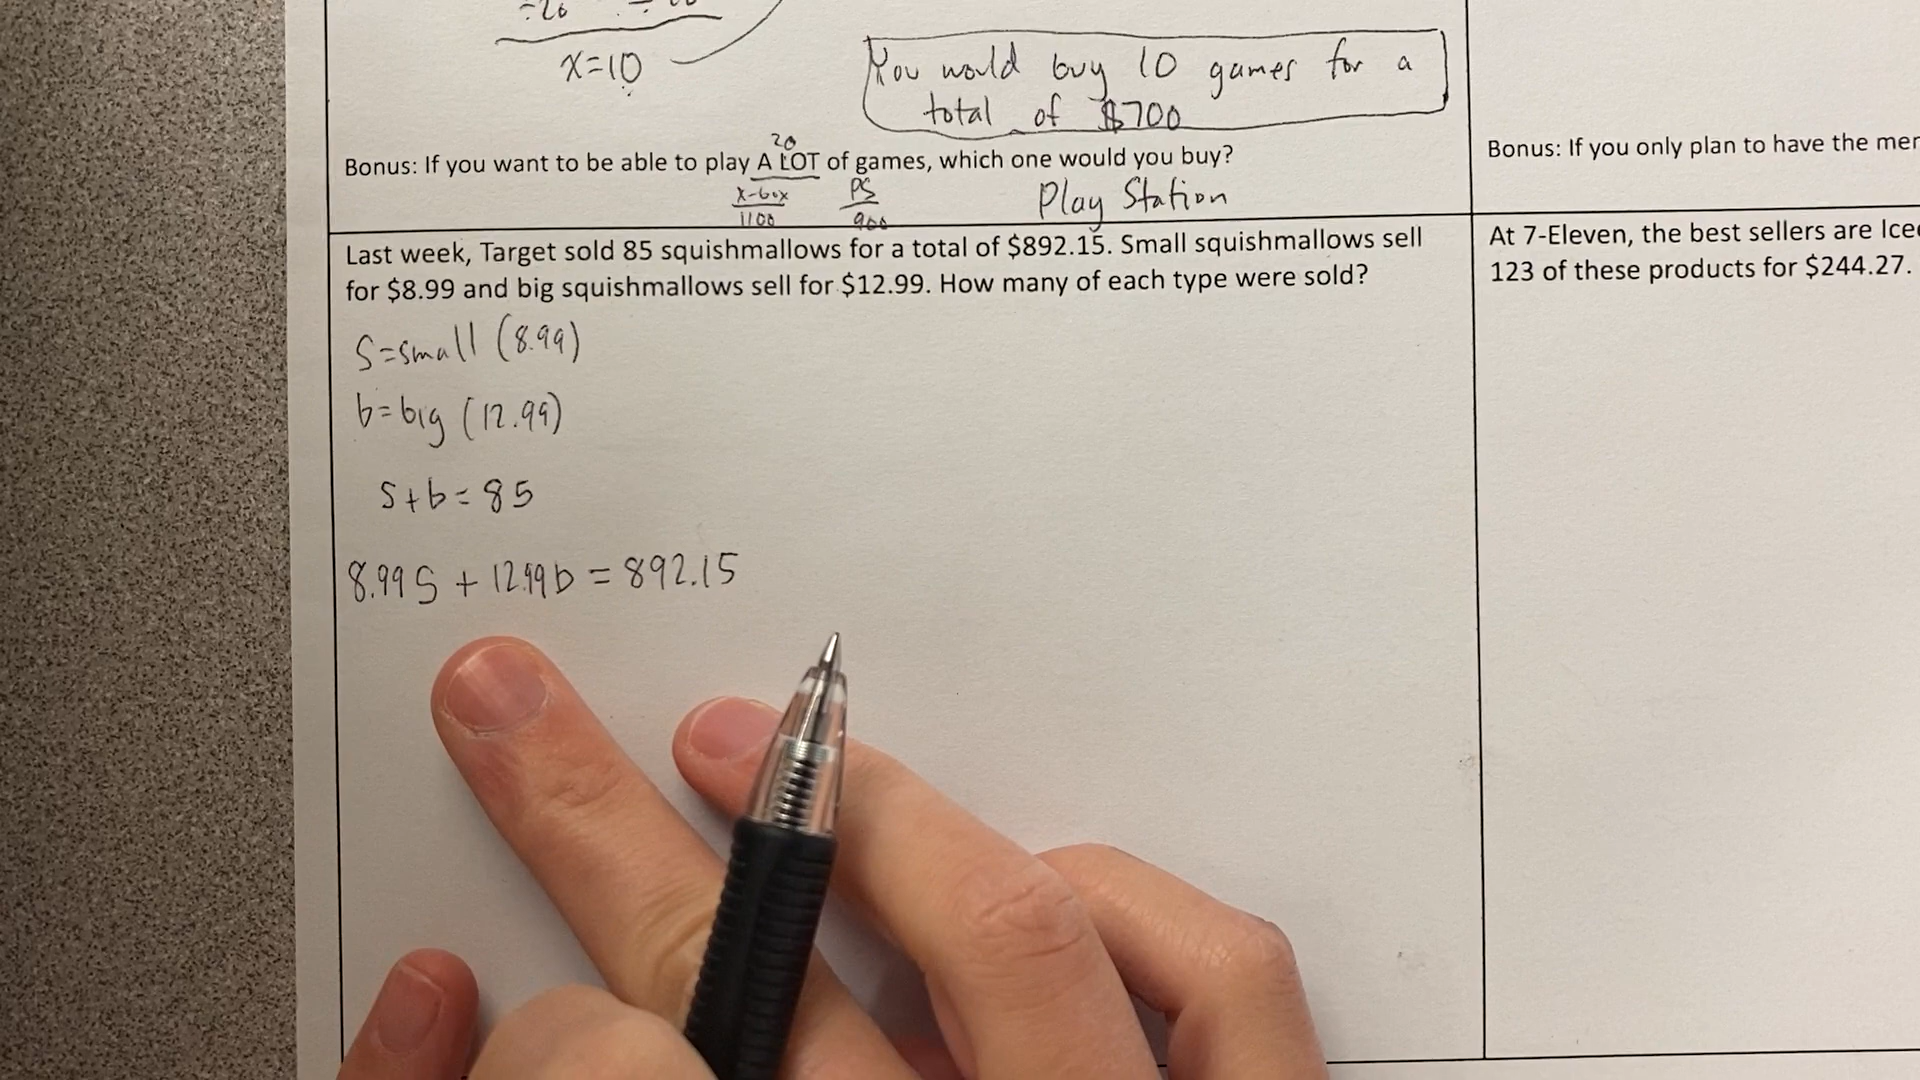 x=10
You would buy 10 games for a
total of $700
20
Bonus: If you want to be able to play A LOT of games, which one would you buy?
X-box PS Play Station
1100 900
Last week, Target sold 85 squishmallows for a total of $892.15. Small squishmallows sell
for $8.99 and big squishmallows sell for $12.99. How many of each type were sold?
S=small (8.99)
b=big (12.99)
S+b=85
8.99S + 12.99b = 892.15
Bonus: If you only plan to have the
At 7-Eleven, the best sellers are
123 of these products for $244.27.